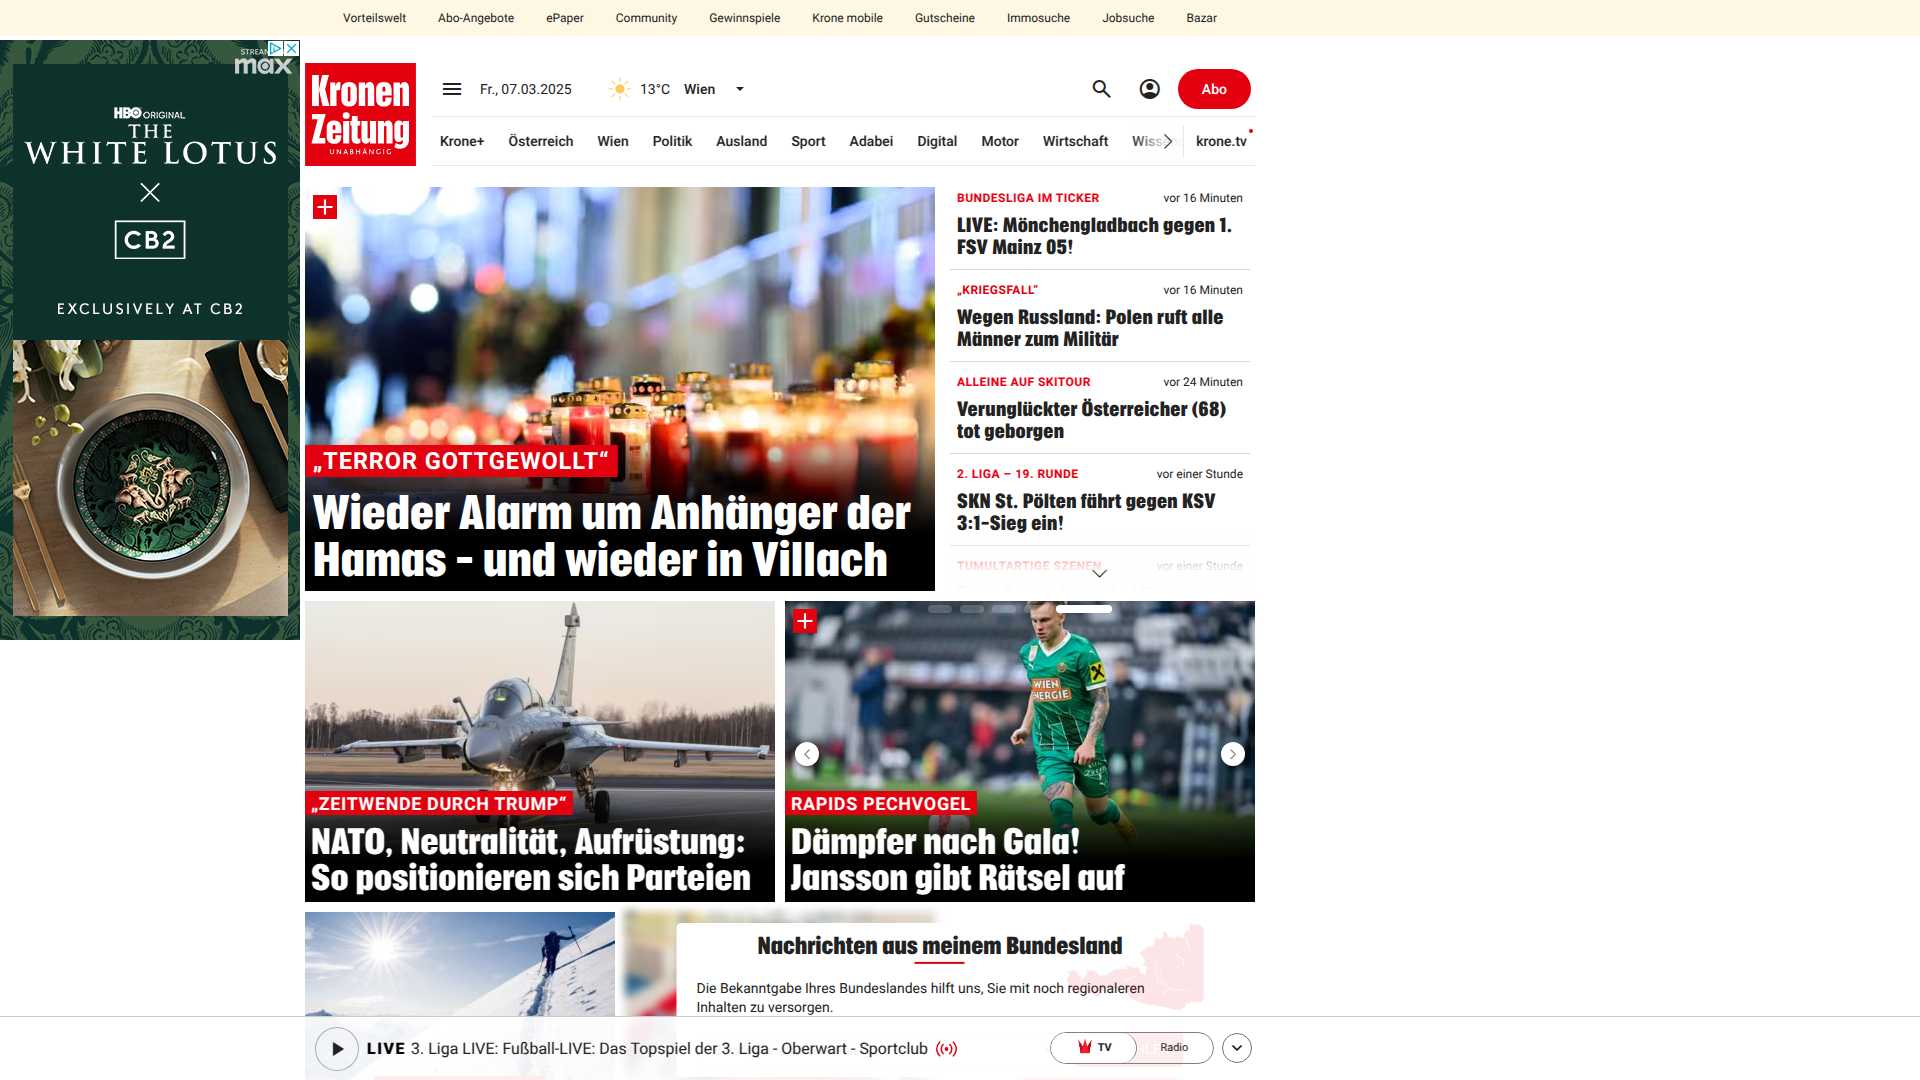 Vorteilswelt Abo-Angebote ePaper Community Gewinnspiele Krone mobile Gutscheine Immosuche Jobsuche Bazar
max
HBO ORIGINAL
THE
WHITE LOTUS
CB2
EXCLUSIVELY AT CB2
Kronen
Zeitung
UNABHÄNGIG
Fr., 07.03.2025 13°C Wien Abo
Krone+ Österreich Wien Politik Ausland Sport Adabei Digital Motor Wirtschaft krone.tv
„TERROR GOTTGEWOLLT“
Wieder Alarm um Anhänger der
Hamas – und wieder in Villach
BUNDESLIGA IM TICKER vor 16 Minuten
LIVE: Mönchengladbach gegen 1.
FSV Mainz 05!
„KRIEGSFALL“ vor 16 Minuten
Wegen Russland: Polen ruft alle
Männer zum Militär
ALLEINE AUF SKITOUR vor 24 Minuten
Verunglückter Österreicher (68)
tot geborgen
2. LIGA – 19. RUNDE vor einer Stunde
SKN St. Pölten fährt gegen KSV
3:1-Sieg ein!
TUMULTARTIGE SZENEN vor einer Stunde
„ZEITWENDE DURCH TRUMP“
NATO, Neutralität, Aufrüstung:
So positionieren sich Parteien
WIEN
ENERGIE
RAPIDS PECHVOGEL
Dämpfer nach Gala!
Jansson gibt Rätsel auf
Nachrichten aus meinem Bundesland
Die Bekanntgabe Ihres Bundeslandes hilft uns, Sie mit noch regionaleren
Inhalten zu versorgen.
LIVE 3. Liga LIVE: Fußball-LIVE: Das Topspiel der 3. Liga - Oberwart - Sportclub TV Radio